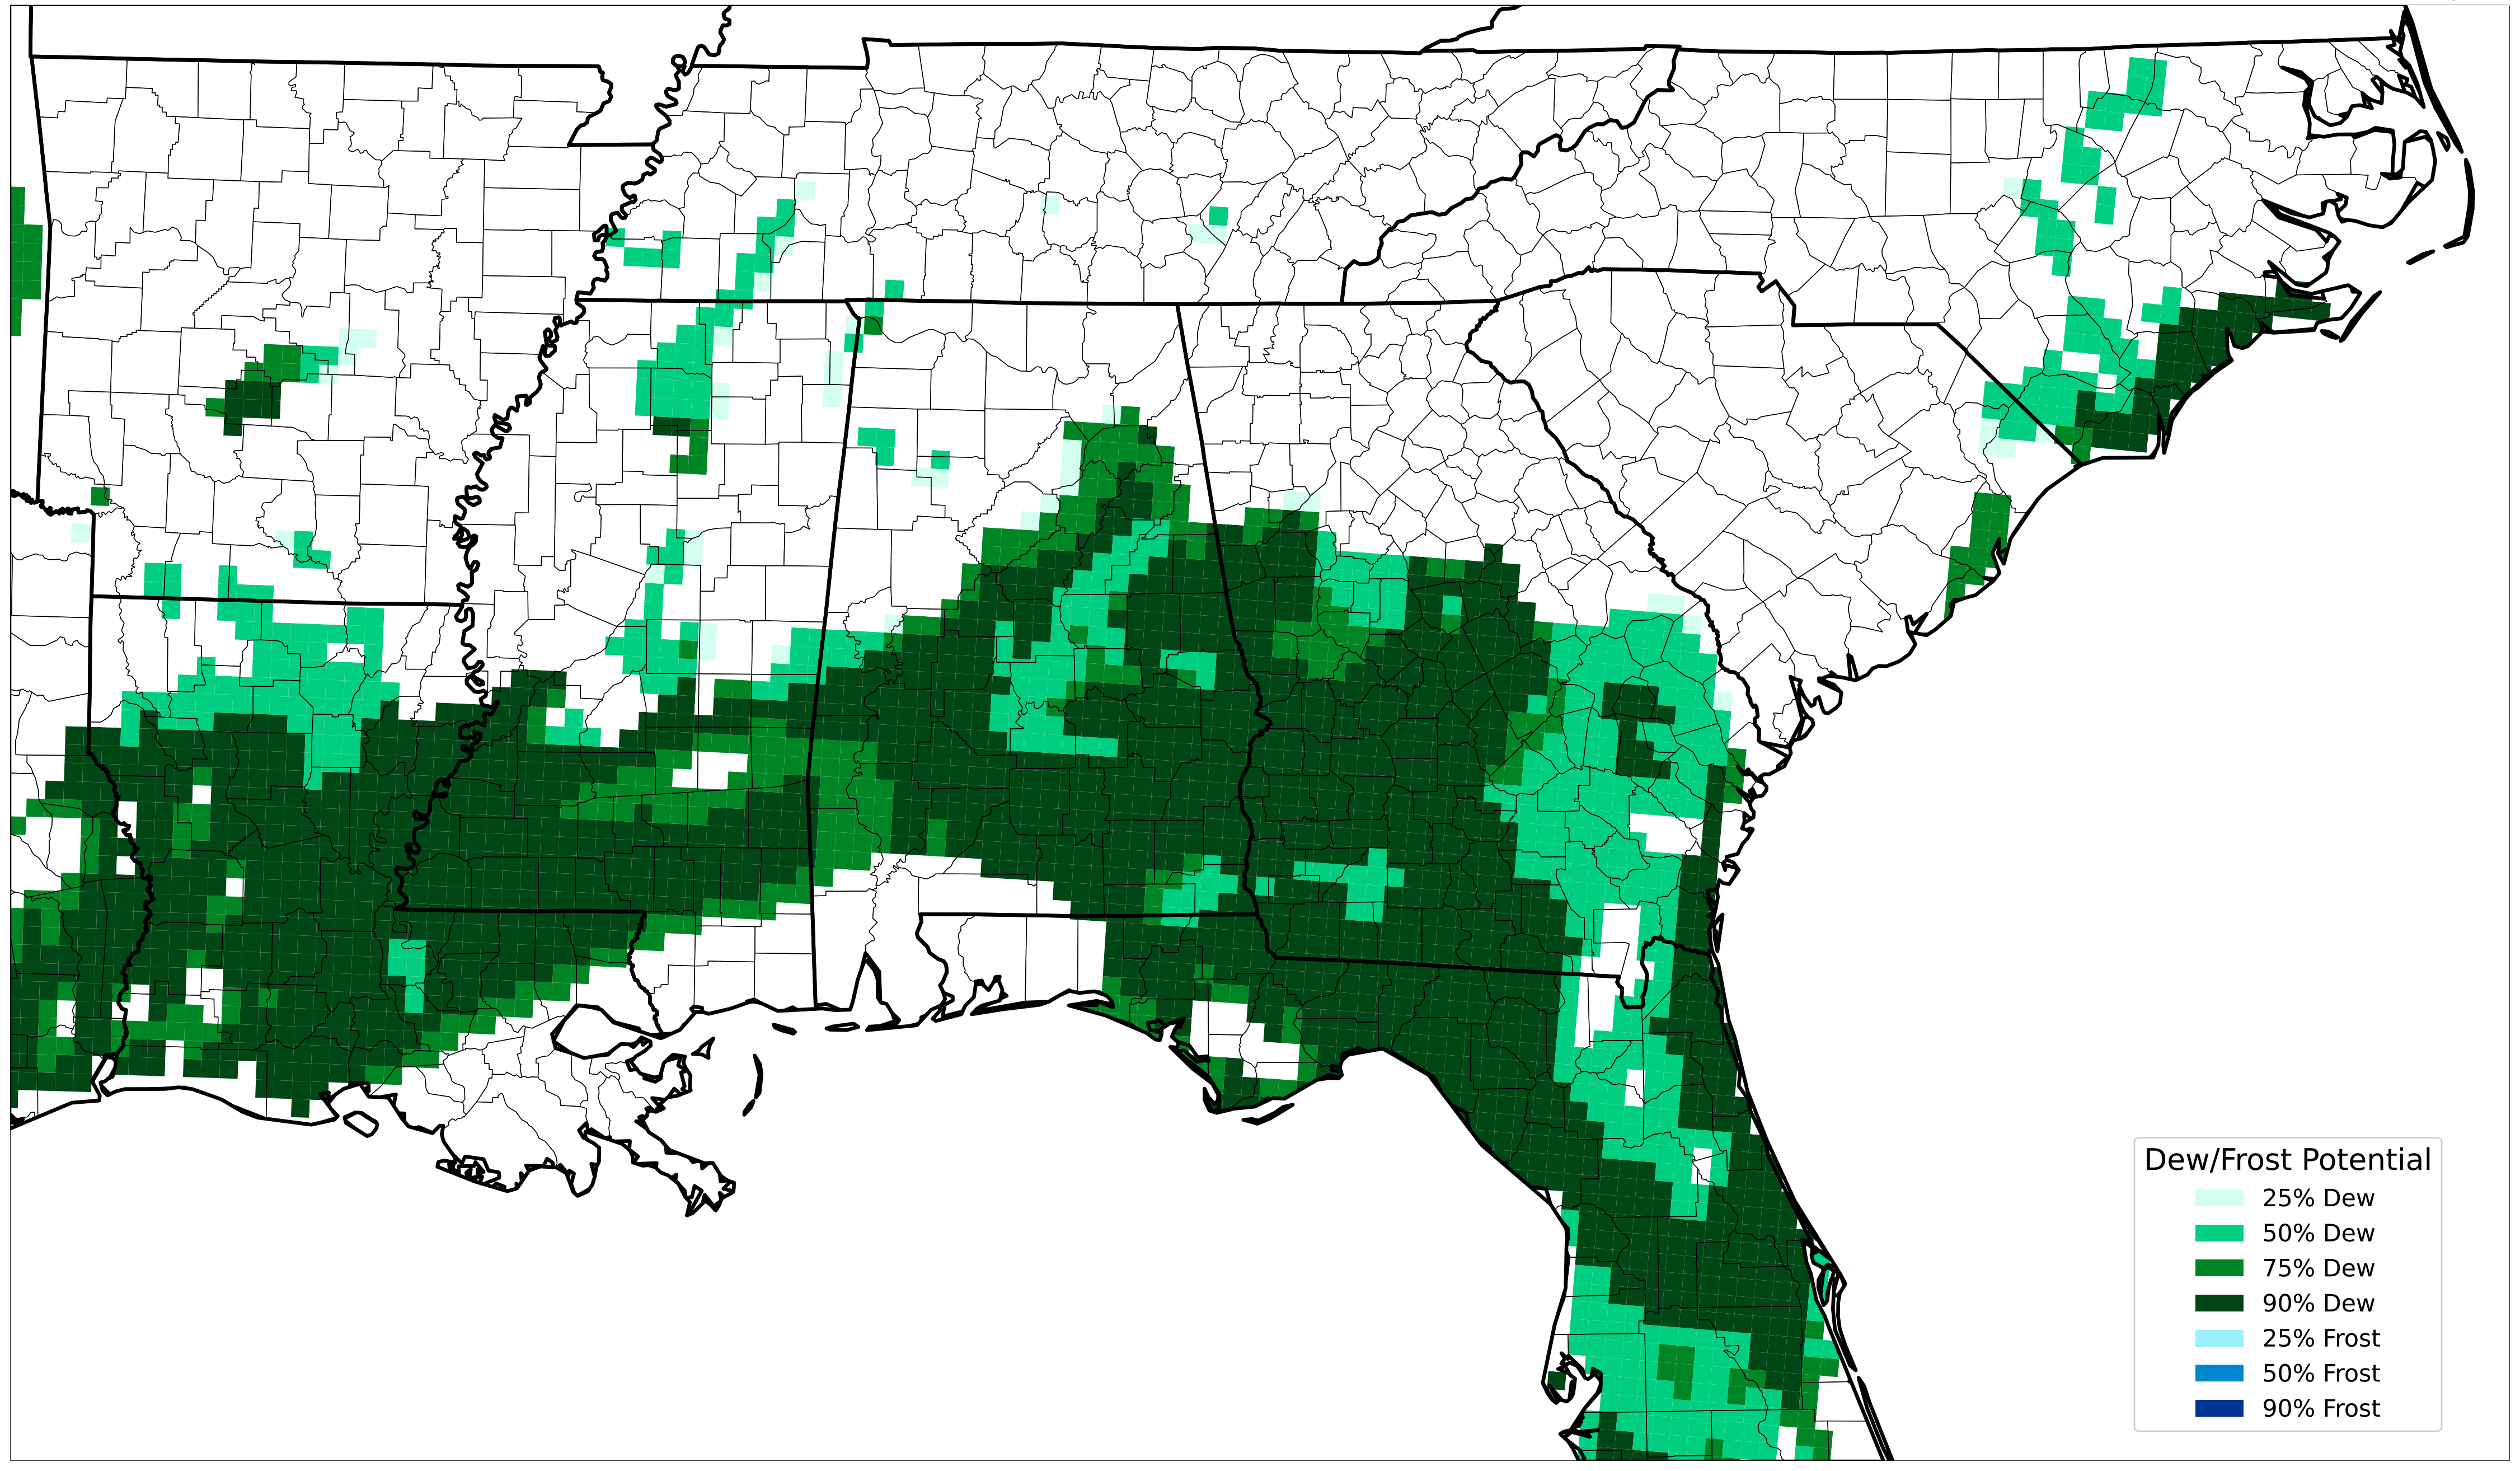 Dew/Frost Potential
25% Dew
50% Dew
75% Dew
90% Dew
25% Frost
50% Frost
90% Frost